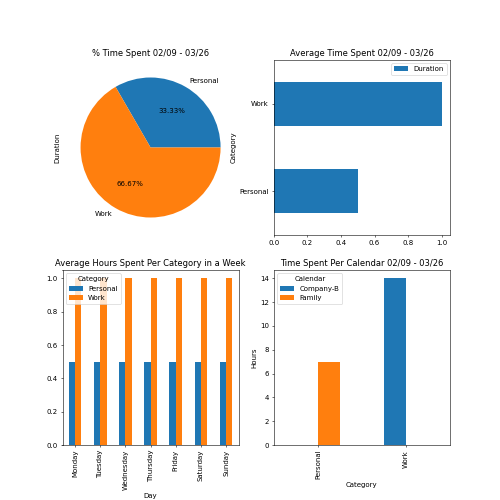 % Time Spent 02/09 - 03/26
Personal
33.33%
66.67%
Work
Duration
Average Time Spent 02/09 - 03/26
Duration
Work
Personal
Category
0.0 0.2 0.4 0.6 0.8 1.0
Average Hours Spent Per Category in a Week
Category
Personal
Work
1.0
0.8
0.6
0.4
0.2
0.0
Monday Tuesday Wednesday Thursday Friday Saturday Sunday
Day
Time Spent Per Calendar 02/09 - 03/26
Calendar
Company-B
Family
14
12
10
8
6
4
2
0
Hours
Personal Work
Category